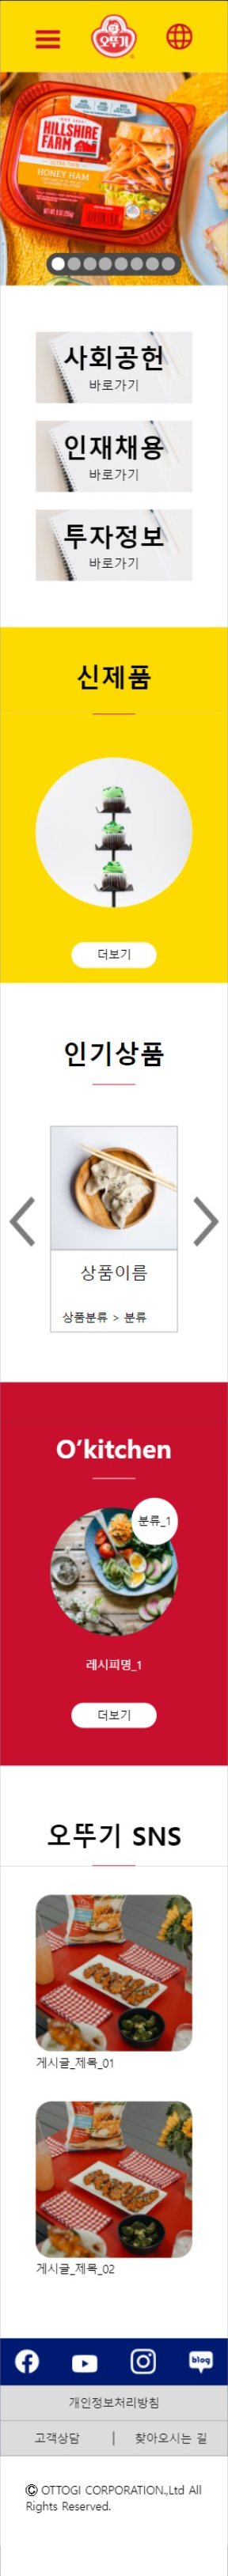 오뚜기
HILLSHIRE
FARM
HONEY HAM
사회공헌
바로가기
인재채용
바로가기
투자정보
바로가기
신제품
더보기
인기상품
상품이름
상품분류 > 분류
O'kitchen
분류_1
레시피명_1
더보기
오뚜기 SNS
게시글_제목_01
게시글_제목_02
blog
개인정보처리방침
고객상담 | 찾아오시는 길
© OTTOGI CORPORATION.,Ltd All
Rights Reserved.